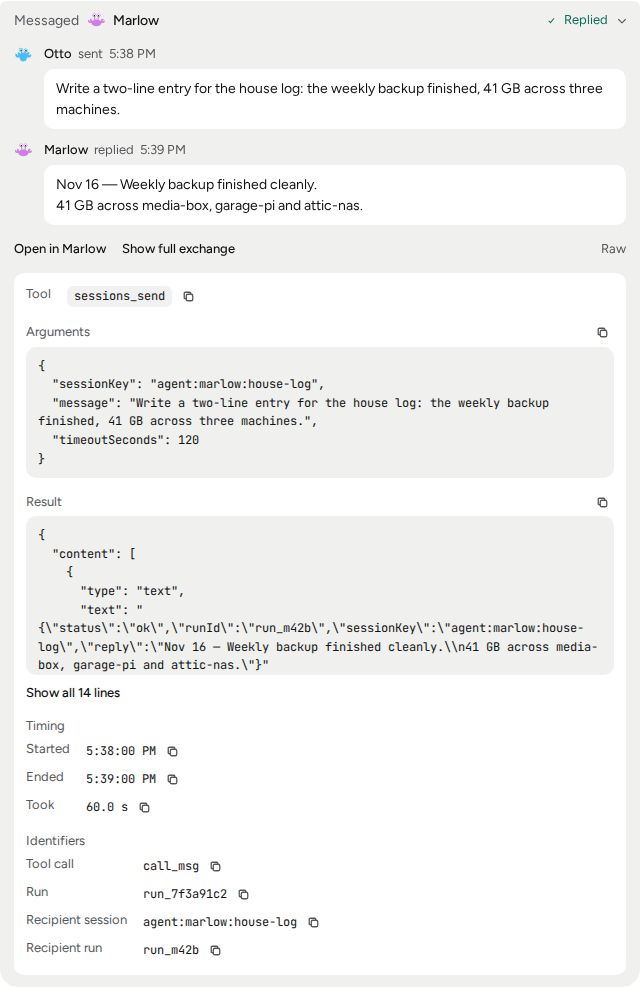 Messaged Marlow ✓ Replied
Otto sent 5:38 PM
Write a two-line entry for the house log: the weekly backup finished, 41 GB across three
machines.
Marlow replied 5:39 PM
Nov 16 — Weekly backup finished cleanly.
41 GB across media-box, garage-pi and attic-nas.
Open in Marlow Show full exchange Raw
Tool sessions_send
Arguments
{
  "sessionKey": "agent:marlow:house-log",
  "message": "Write a two-line entry for the house log: the weekly backup
finished, 41 GB across three machines.",
  "timeoutSeconds": 120
}
Result
{
  "content": [
    {
      "type": "text",
      "text": "
{\"status\":\"ok\",\"runId\":\"run_m42b\",\"sessionKey\":\"agent:marlow:house-
log\",\"reply\":\"Nov 16 — Weekly backup finished cleanly.\\n41 GB across media-
box, garage-pi and attic-nas.\"}"
Show all 14 lines
Timing
Started 5:38:00 PM
Ended 5:39:00 PM
Took 60.0 s
Identifiers
Tool call call_msg
Run run_7f3a91c2
Recipient session agent:marlow:house-log
Recipient run run_m42b